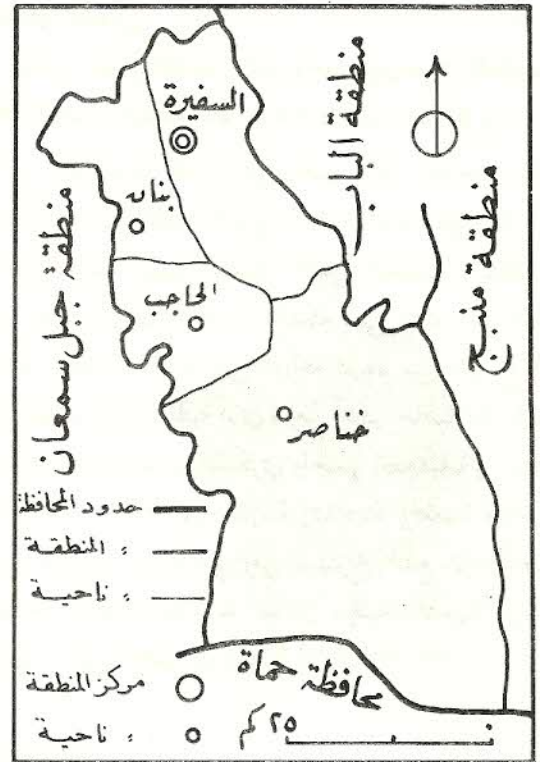 السفيرة
منطقة الباب
منطقة منبج
بنان
الحاجب
منطقة جبل سمعان
خناصر
حدود المحافظة
ء المنطقة
ء ناحية
محافظة حماة
مركز المنطقة
ء ناحية
٢٥ كم